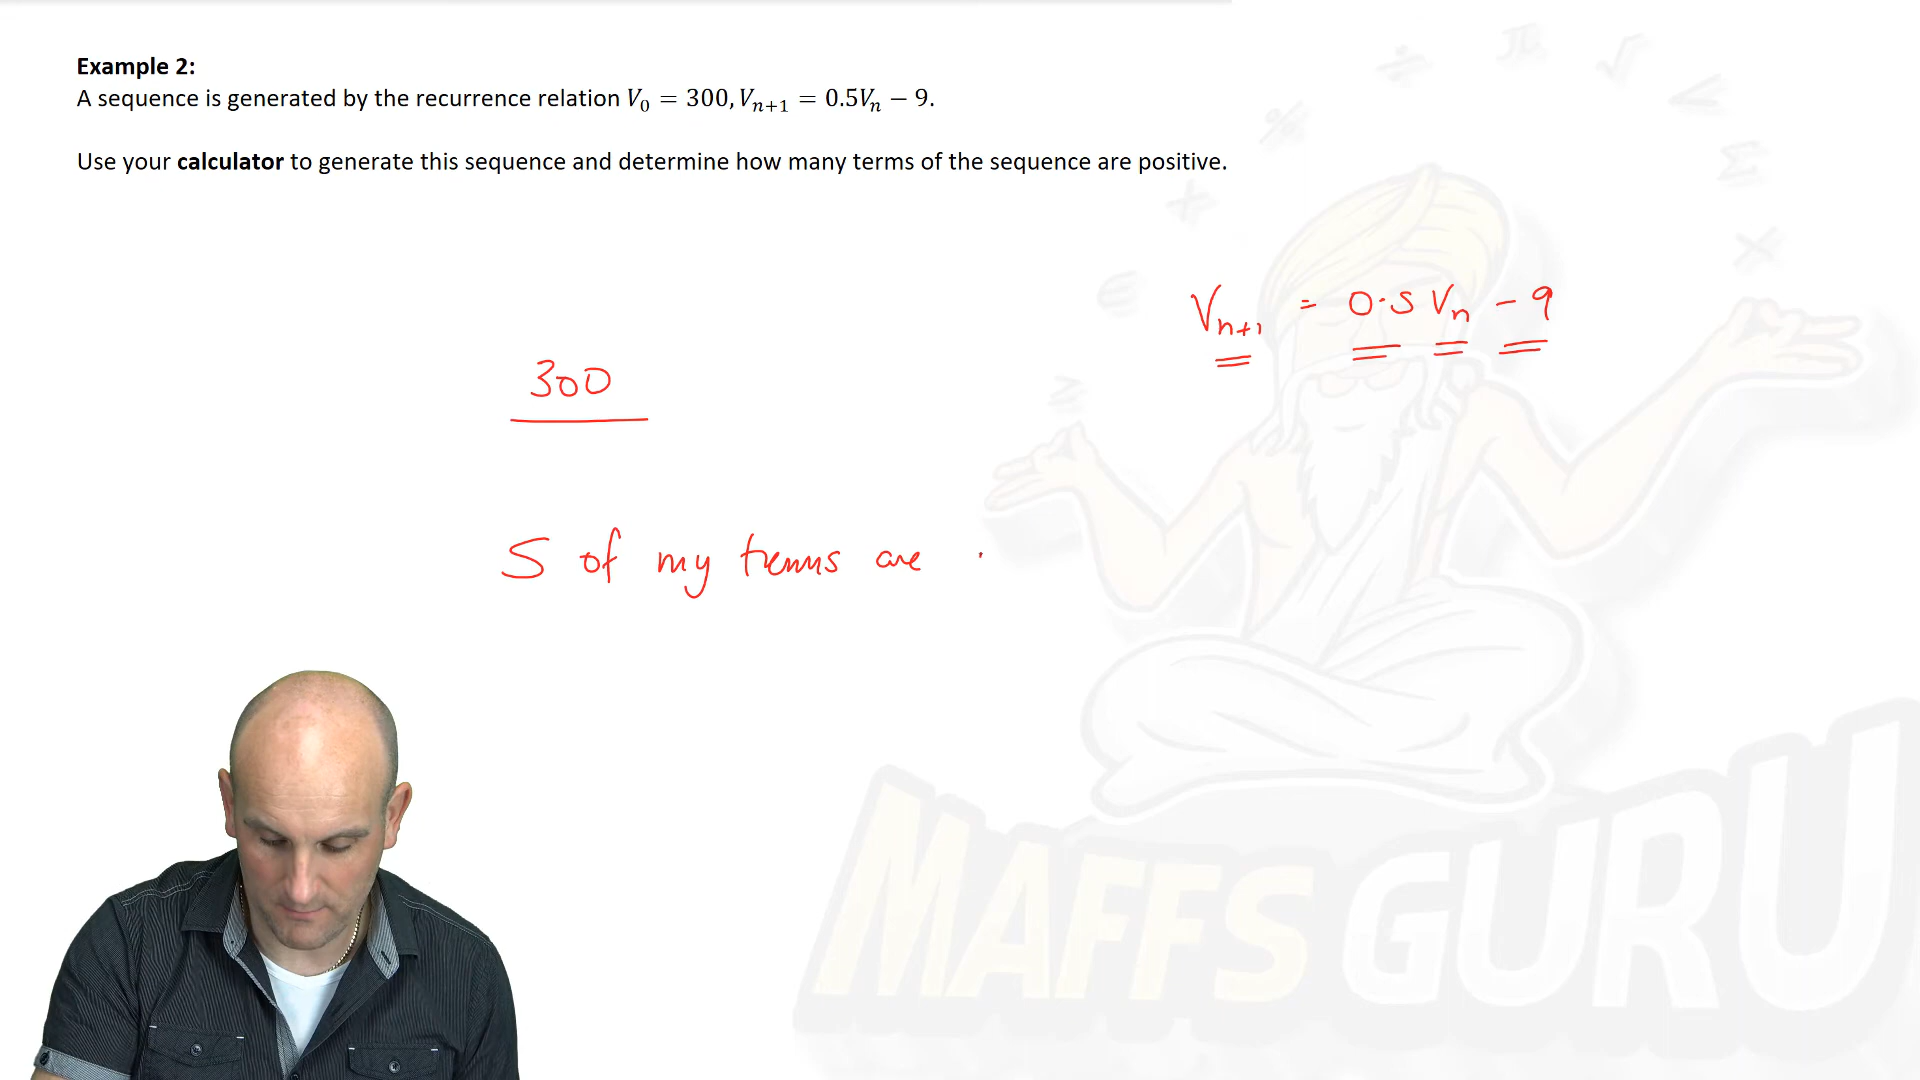 Example 2:
A sequence is generated by the recurrence relation V₀ = 300, Vₙ₊₁ = 0.5Vₙ − 9.
Use your calculator to generate this sequence and determine how many terms of the sequence are positive.
Vₙ₊₁ = 0.5 Vₙ − 9
300
5 of my terms are
MAFFS GURU